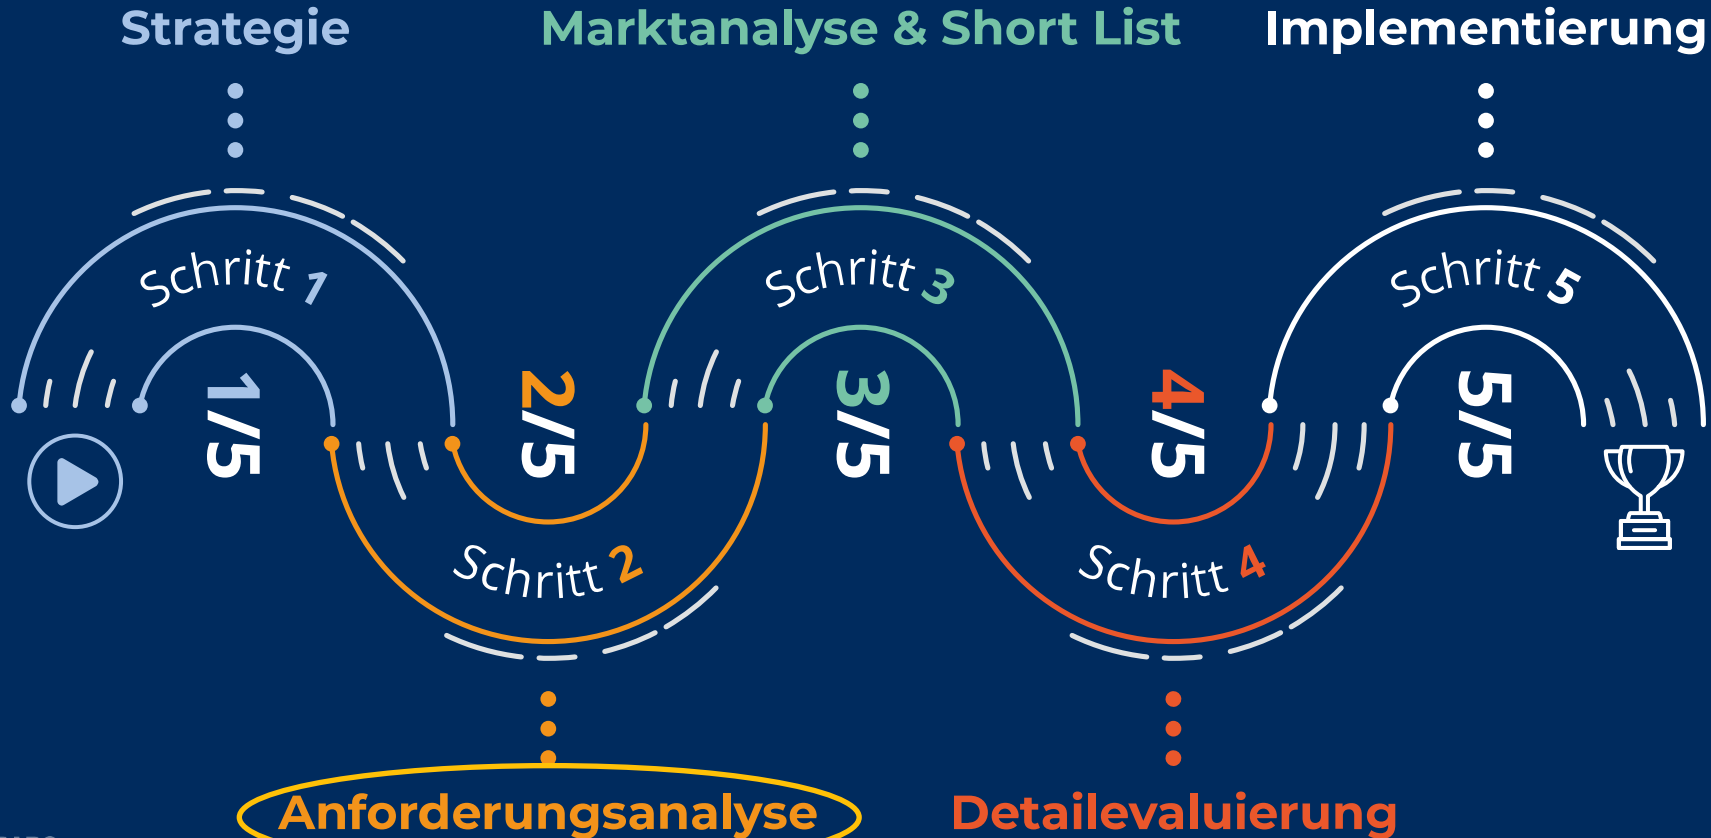 Strategie
Marktanalyse & Short List
Implementierung
Schritt 1
Schritt 3
Schritt 5
1/5
2/5
3/5
4/5
5/5
Schritt 2
Schritt 4
Anforderungsanalyse
Detailevaluierung